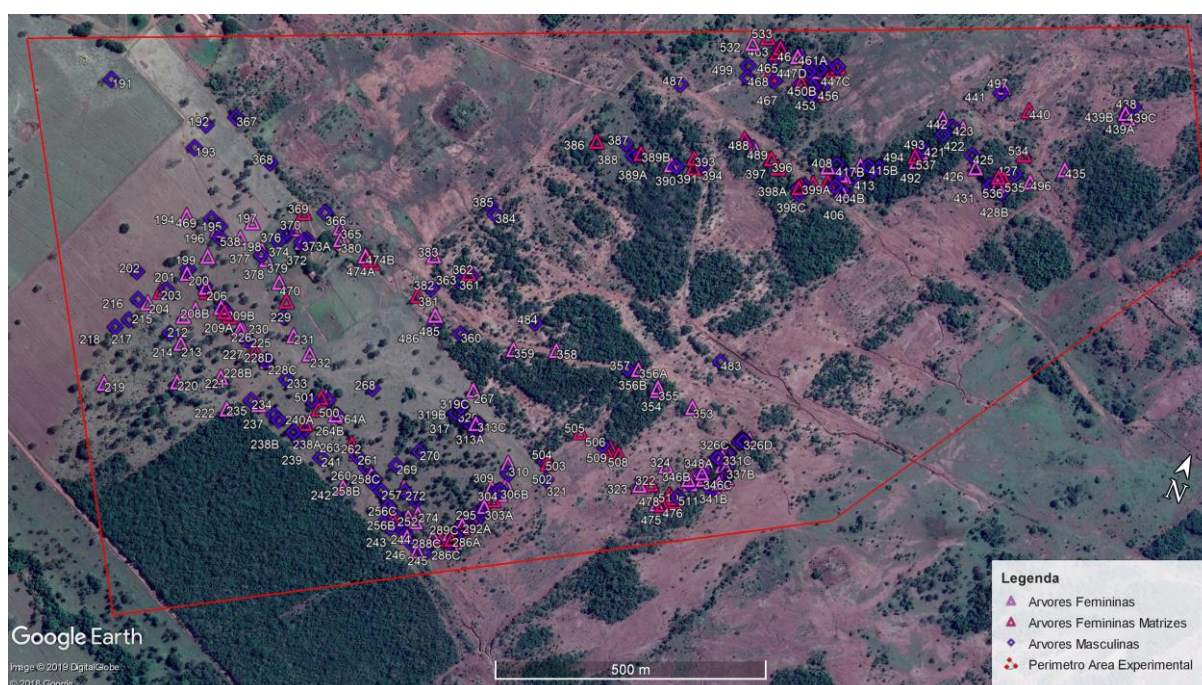 533
532
463
46
461A
499
465
447D
447C
468
450B
467
453
456
487
191
192
367
193
368
497
441
440
438
439B
439C
439A
442
423
422
386
387
388
389B
389A
390
393
391
394
488
489
396
397
398A
399A
398C
408
417B
415B
413
404B
406
494
493
421
537
492
425
426
534
427
535
496
431
428B
435
385
384
194
469
195
196
197
538
198
369
370
366
376
374
373A
365
380
372
377
378
379
474B
474A
383
363
362
361
382
381
199
202
201
200
203
216
204
206
208B
209B
209A
470
229
215
218
217
212
214
213
226
230
225
227
228D
228C
231
232
485
486
360
484
359
358
219
220
221
228B
233
268
267
357
356A
356B
355
354
353
483
222
235
234
501
500
237
240A
264A
264B
238B
238A
263
262
239
241
261
260
258C
242
258B
269
270
257
272
256C
256B
252
274
243
244
246
245
288C
289C
286A
286C
295
292A
303A
304
306B
309
310
319C
319B
320
317
313C
313A
504
503
502
321
505
506
509
508
324
323
322
478
475
476
511
346B
348A
346C
341B
337B
331C
326C
326D
N
Legenda
Arvores Femininas
Arvores Femininas Matrizes
Arvores Masculinas
Perimetro Area Experimental
Google Earth
Image © 2019 DigitalGlobe
© 2018 Google
500 m